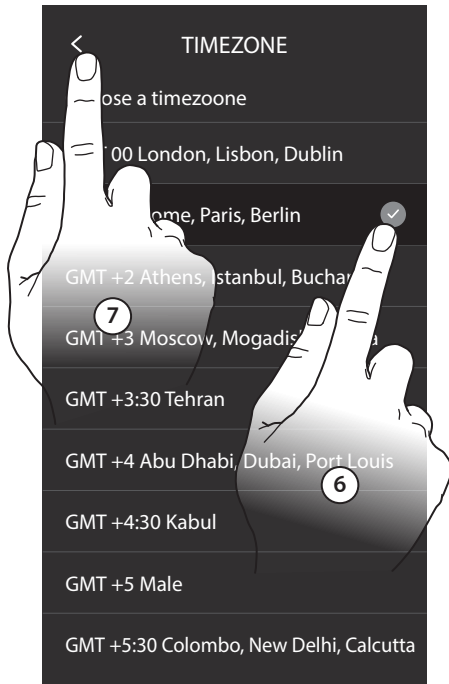 TIMEZONE
ose a timezoone
00 London, Lisbon, Dublin
ome, Paris, Berlin
GMT +2 Athens, Istanbul, Buchar
7
GMT +3 Moscow, Mogadis
GMT +3:30 Tehran
GMT +4 Abu Dhabi, Dubai, Port Louis
6
GMT +4:30 Kabul
GMT +5 Male
GMT +5:30 Colombo, New Delhi, Calcutta